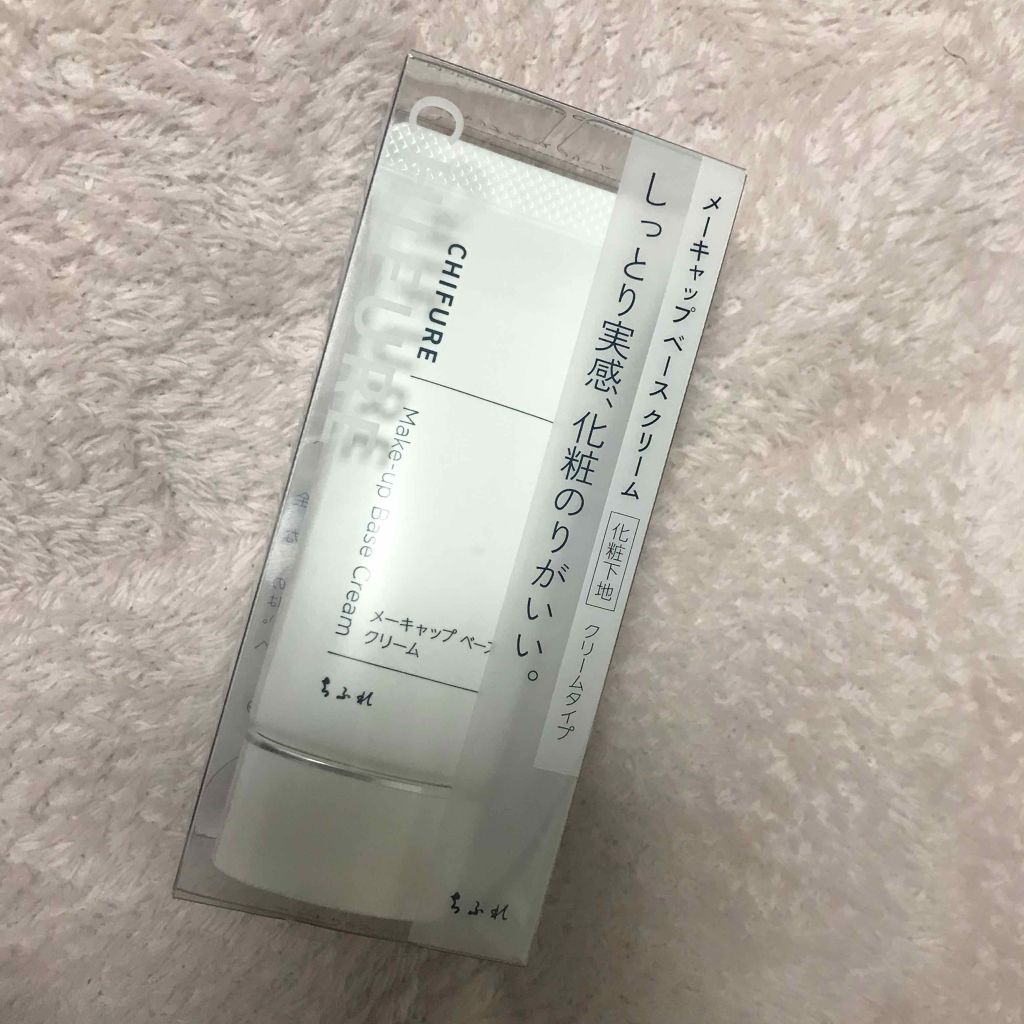 メーキャップ ベース クリーム
化粧下地
クリームタイプ
しっとり実感、化粧のりがいい。
CHIFURE
CHIFURE
Make-up Base Cream
メーキャップ ベース
クリーム
ちふれ
ちふれ